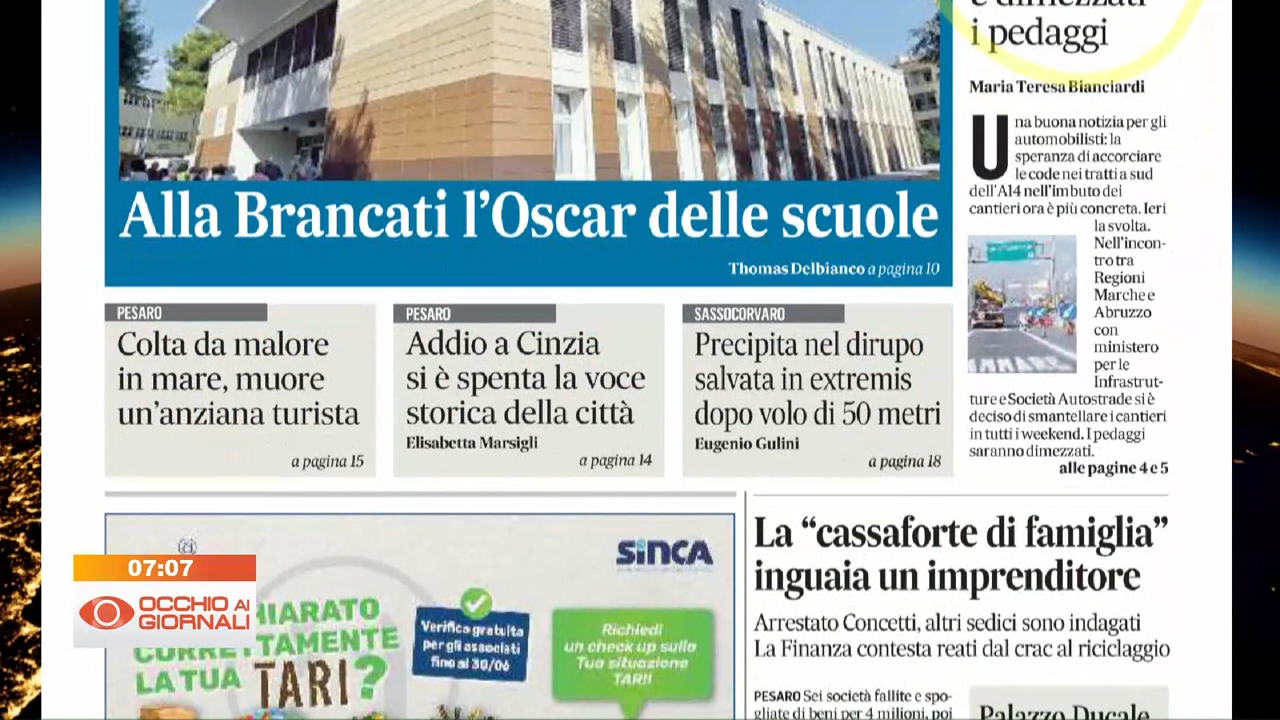 e dimezzati
i pedaggi
Maria Teresa Bianciardi
Una buona notizia per gli
automobilisti: la
speranza di accorciare
le code nei tratti a sud
dell'A14 nell'imbuto dei
cantieri ora è più concreta. Ieri
la svolta.
Nell'incon-
tro tra
Regioni
Marche e
Abruzzo
con
ministero
per le
Infrastrut-
ture e Società Autostrade si è
deciso di smantellare i cantieri
in tutti i weekend. I pedaggi
saranno dimezzati.
alle pagine 4 e 5
Alla Brancati l'Oscar delle scuole
Thomas Delbianco a pagina 10
PESARO
Colta da malore
in mare, muore
un'anziana turista
a pagina 15
PESARO
Addio a Cinzia
si è spenta la voce
storica della città
Elisabetta Marsigli
a pagina 14
SASSOCORVARO
Precipita nel dirupo
salvata in extremis
dopo volo di 50 metri
Eugenio Gulini
a pagina 18
SINCA
HIARATO
CORRETTAMENTE
LA TUA TARI?
Verifica gratuita
per gli associati
fino al 30/06
Richiedi
un check up sulla
Tua situazione
TARI!
La “cassaforte di famiglia”
inguaia un imprenditore
Arrestato Concetti, altri sedici sono indagati
La Finanza contesta reati dal crac al riciclaggio
PESARO Sei società fallite e spo-
gliate di beni per 4 milioni, poi
Palazzo Ducale
07:07
OCCHIO AI
GIORNALI